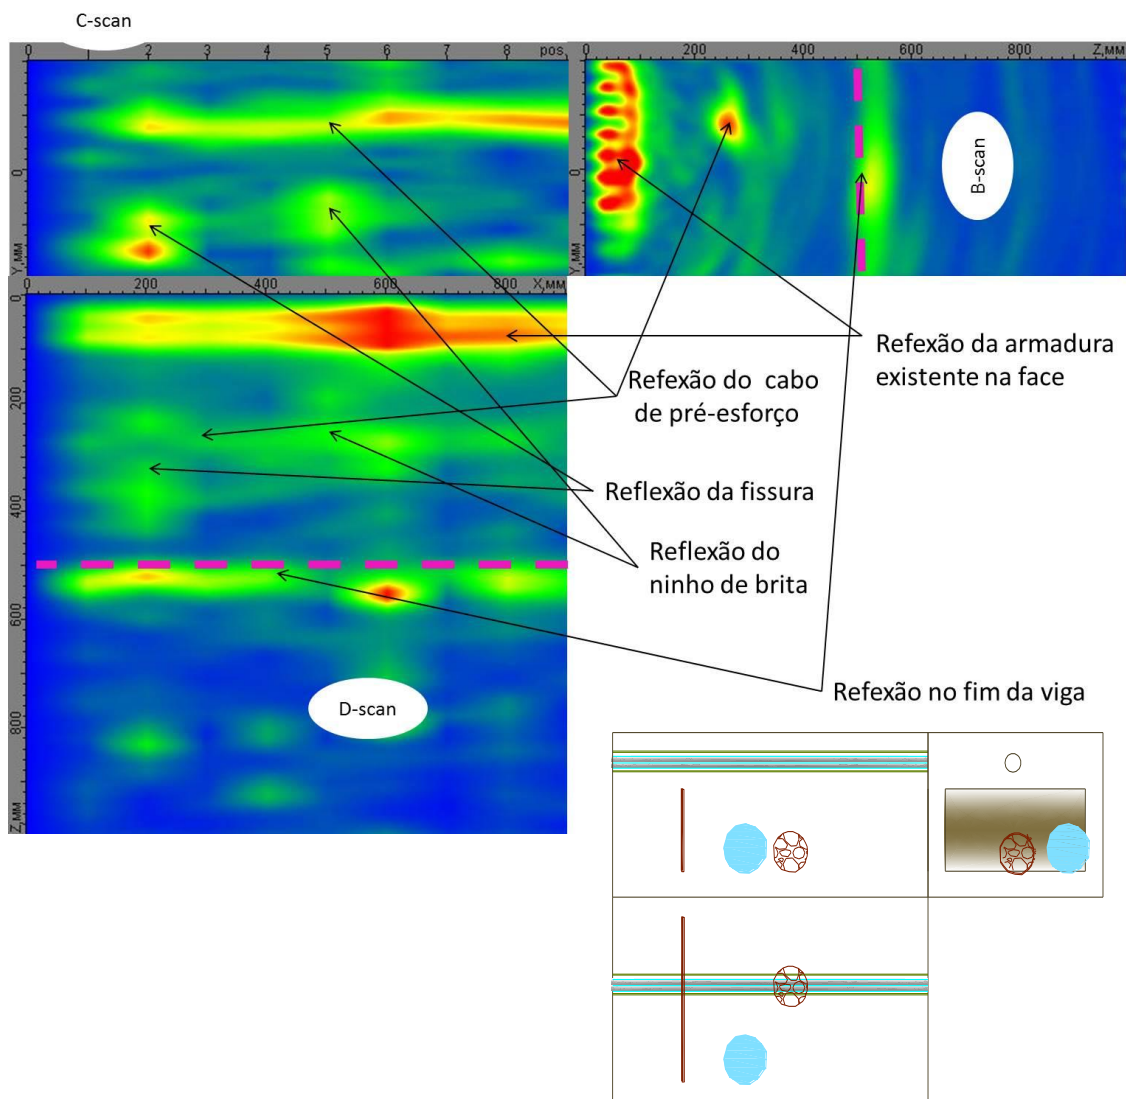 C-scan
0 2 3 4 5 6 7 8 pos.
0 200 400 600 800 Z,мм
0
Y,мм
0
Y,мм
B-scan
200 400 600 800 X,мм
0
200
400
600
800
Z,мм
Refexão da armadura
existente na face
Refexão do cabo
de pré-esforço
Reflexão da fissura
Reflexão do
ninho de brita
Refexão no fim da viga
D-scan